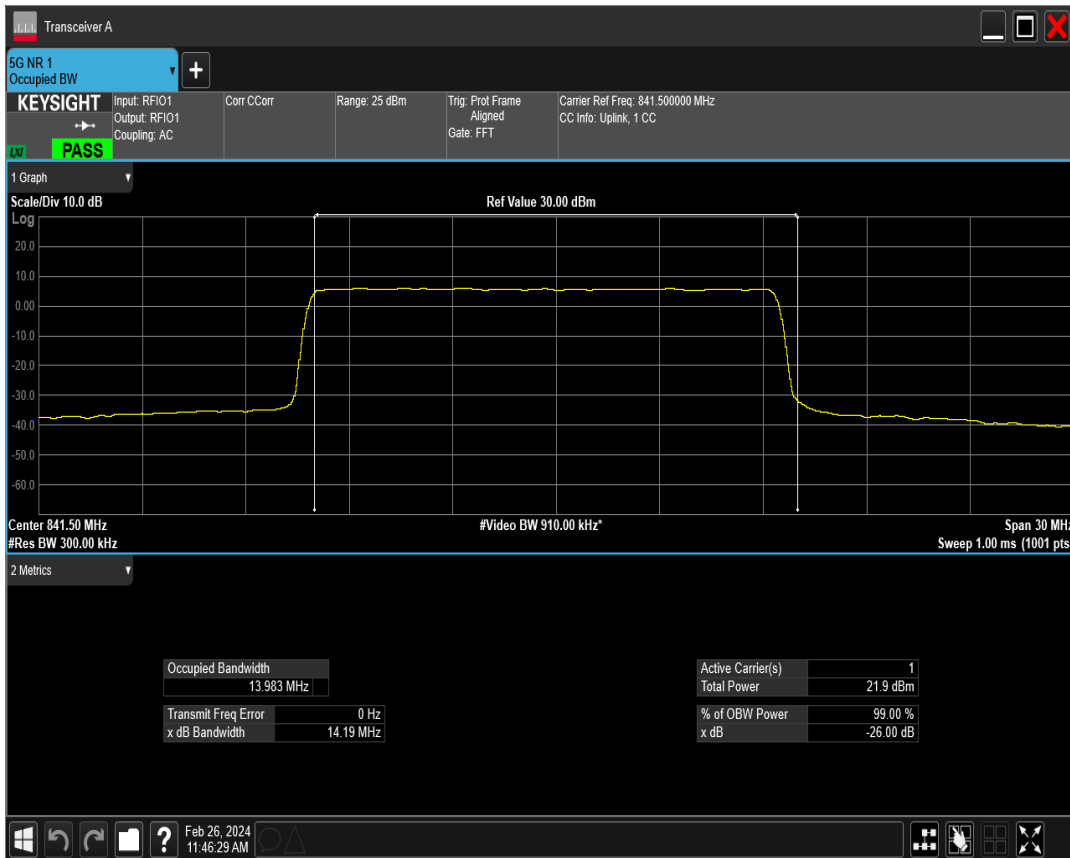 Transceiver A
5G NR 1
Occupied BW
+
KEYSIGHT
LXI
PASS
Input: RFIO1
Output: RFIO1
Coupling: AC
Corr CCorr
Range: 25 dBm
Trig: Prot Frame
Aligned
Gate: FFT
Carrier Ref Freq: 841.500000 MHz
CC Info: Uplink, 1 CC
1 Graph
Scale/Div 10.0 dB
Ref Value 30.00 dBm
Log
20.0
10.0
0.00
-10.0
-20.0
-30.0
-40.0
-50.0
-60.0
Center 841.50 MHz
#Video BW 910.00 kHz*
Span 30 MHz
#Res BW 300.00 kHz
Sweep 1.00 ms (1001 pts
2 Metrics
Occupied Bandwidth
13.983 MHz
Transmit Freq Error 0 Hz
x dB Bandwidth 14.19 MHz
Active Carrier(s) 1
Total Power 21.9 dBm
% of OBW Power 99.00 %
x dB -26.00 dB
?
Feb 26, 2024
11:46:29 AM